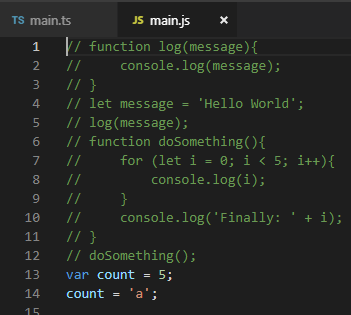 TS main.ts JS main.js ×
1 // function log(message){
2 //     console.log(message);
3 // }
4 // let message = 'Hello World';
5 // log(message);
6 // function doSomething(){
7 //     for (let i = 0; i < 5; i++){
8 //         console.log(i);
9 //     }
10 //     console.log('Finally: ' + i);
11 // }
12 // doSomething();
13 var count = 5;
14 count = 'a';
15